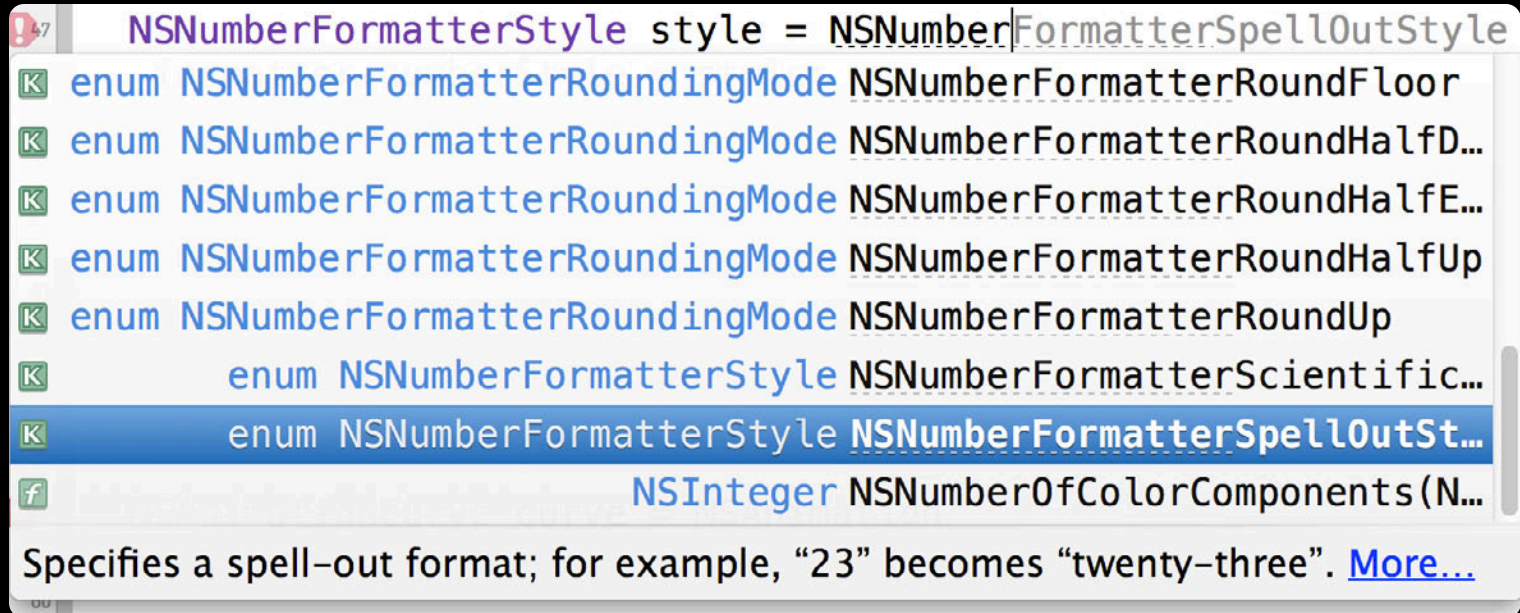 47 NSNumberFormatterStyle style = NSNumberFormatterSpellOutStyle
K enum NSNumberFormatterRoundingMode NSNumberFormatterRoundFloor
K enum NSNumberFormatterRoundingMode NSNumberFormatterRoundHalfD…
K enum NSNumberFormatterRoundingMode NSNumberFormatterRoundHalfE…
K enum NSNumberFormatterRoundingMode NSNumberFormatterRoundHalfUp
K enum NSNumberFormatterRoundingMode NSNumberFormatterRoundUp
K enum NSNumberFormatterStyle NSNumberFormatterScientific…
K enum NSNumberFormatterStyle NSNumberFormatterSpellOutSt…
f NSInteger NSNumberOfColorComponents(N…
Specifies a spell-out format; for example, “23” becomes “twenty-three”. More…